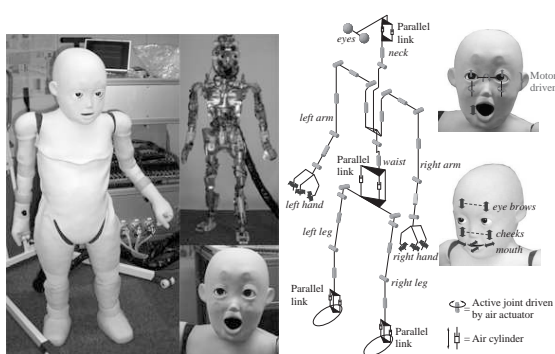 Parallel
link
eyes
neck
Motor
driven
left arm
waist
right arm
Parallel
link
left hand
left leg
right hand
right leg
Parallel
link
Parallel
link
eye brows
cheeks
mouth
Active joint driven
= by air actuator
= Air cylinder